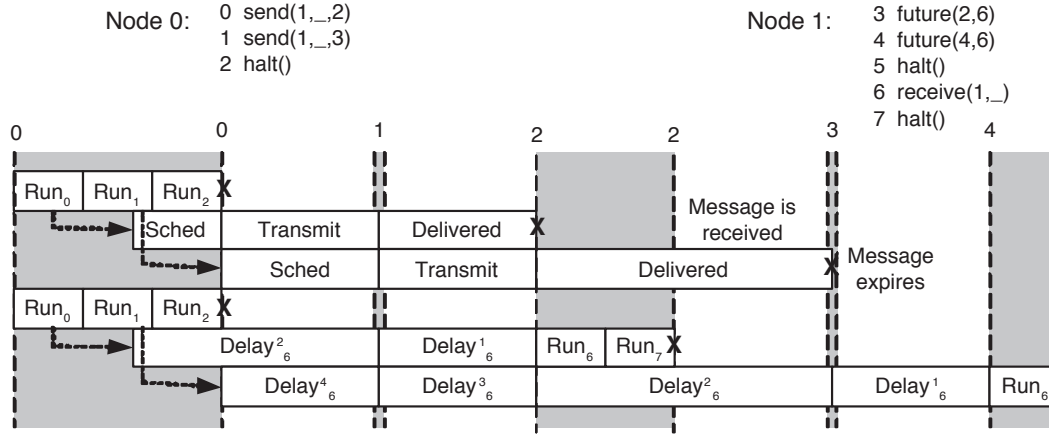 Node 0:
0 send(1,_,2)
1 send(1,_,3)
2 halt()
Node 1:
3 future(2,6)
4 future(4,6)
5 halt()
6 receive(1,_)
7 halt()
0 0 1 2 2 3 4
Run₀ Run₁ Run₂ X
Sched Transmit Delivered X
Message is
received
Sched Transmit Delivered X
Message
expires
Run₀ Run₁ Run₂ X
Delay²₆ Delay¹₆ Run₆ Run₇ X
Delay⁴₆ Delay³₆ Delay²₆ Delay¹₆ Run₆